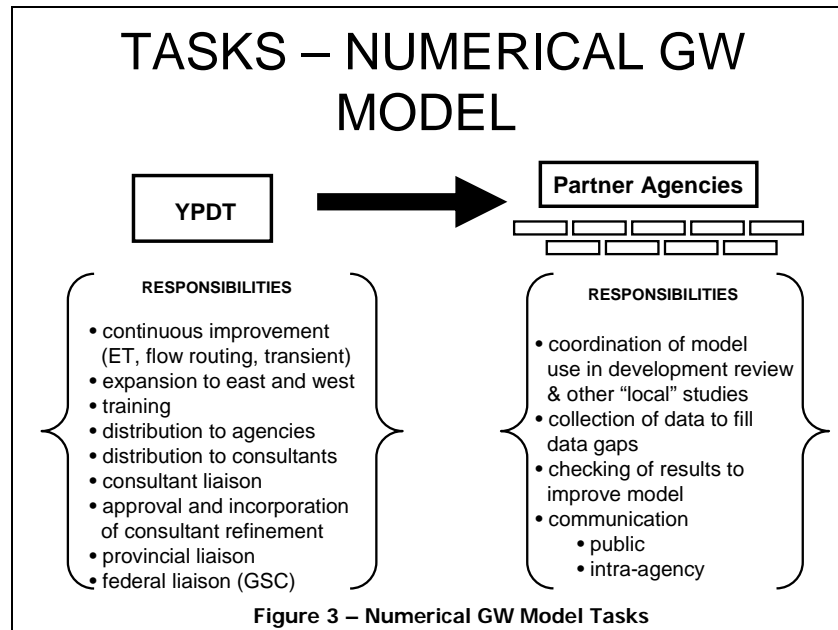 TASKS – NUMERICAL GW
MODEL
YPDT
Partner Agencies
RESPONSIBILITIES
• continuous improvement
(ET, flow routing, transient)
• expansion to east and west
• training
• distribution to agencies
• distribution to consultants
• consultant liaison
• approval and incorporation
of consultant refinement
• provincial liaison
• federal liaison (GSC)
RESPONSIBILITIES
• coordination of model
use in development review
& other “local” studies
• collection of data to fill
data gaps
• checking of results to
improve model
• communication
• public
• intra-agency
Figure 3 – Numerical GW Model Tasks